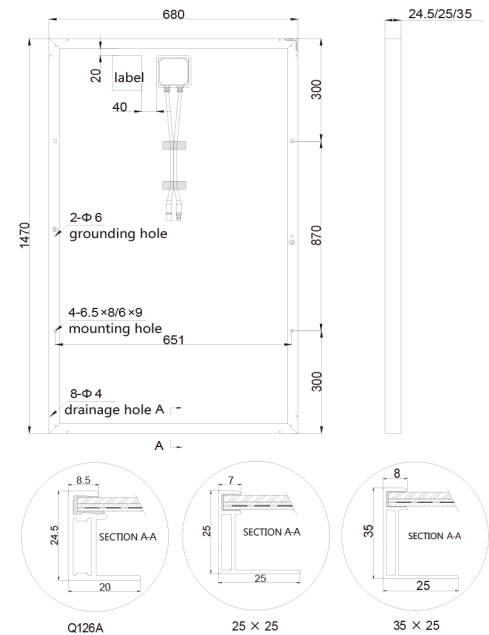 680
24.5/25/35
20
label
40
300
1470
2-Φ 6
grounding hole
870
4-6.5×8/6×9
mounting hole
651
300
8-Φ 4
drainage hole A
A
8.5
24.5
SECTION A-A
20
Q126A
7
25
SECTION A-A
25
25 × 25
8
35
SECTION A-A
25
35 × 25